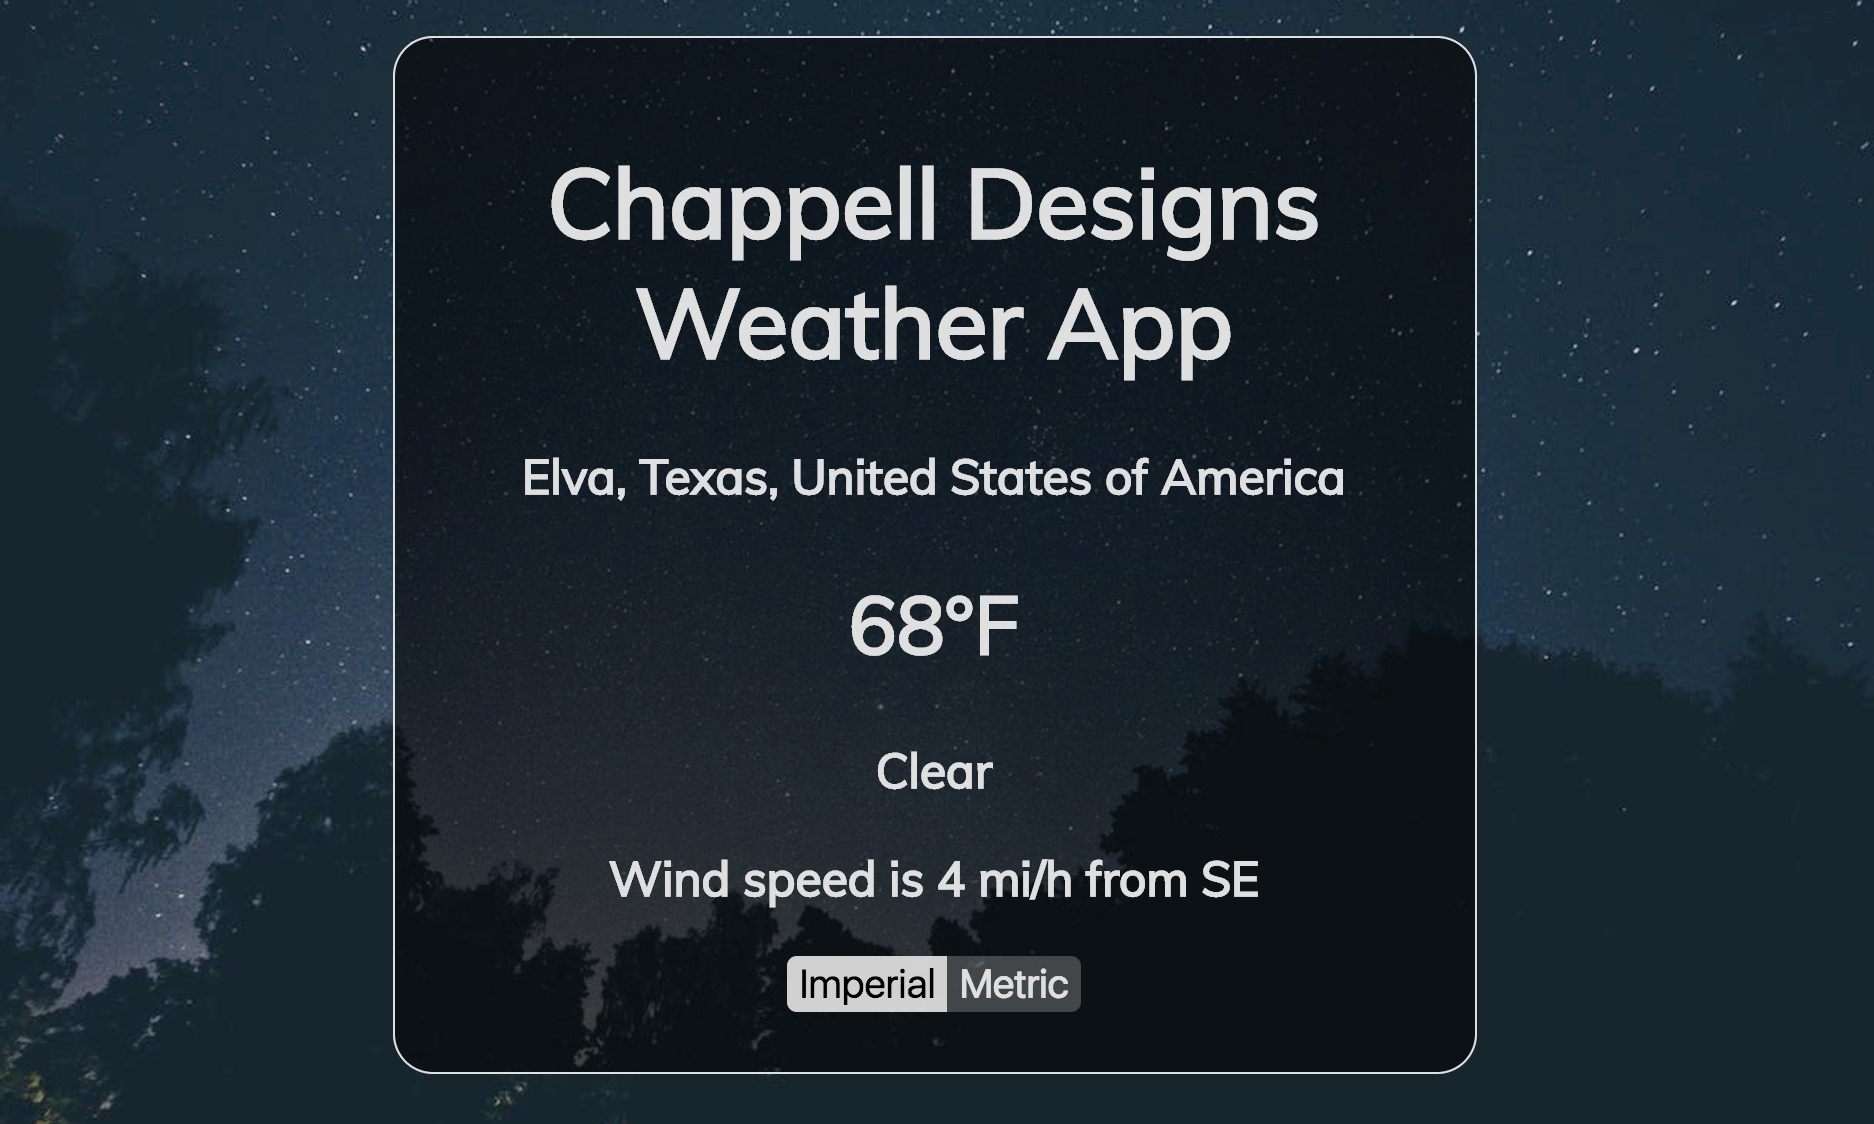 Chappell Designs
Weather App
Elva, Texas, United States of America
68°F
Clear
Wind speed is 4 mi/h from SE
Imperial Metric